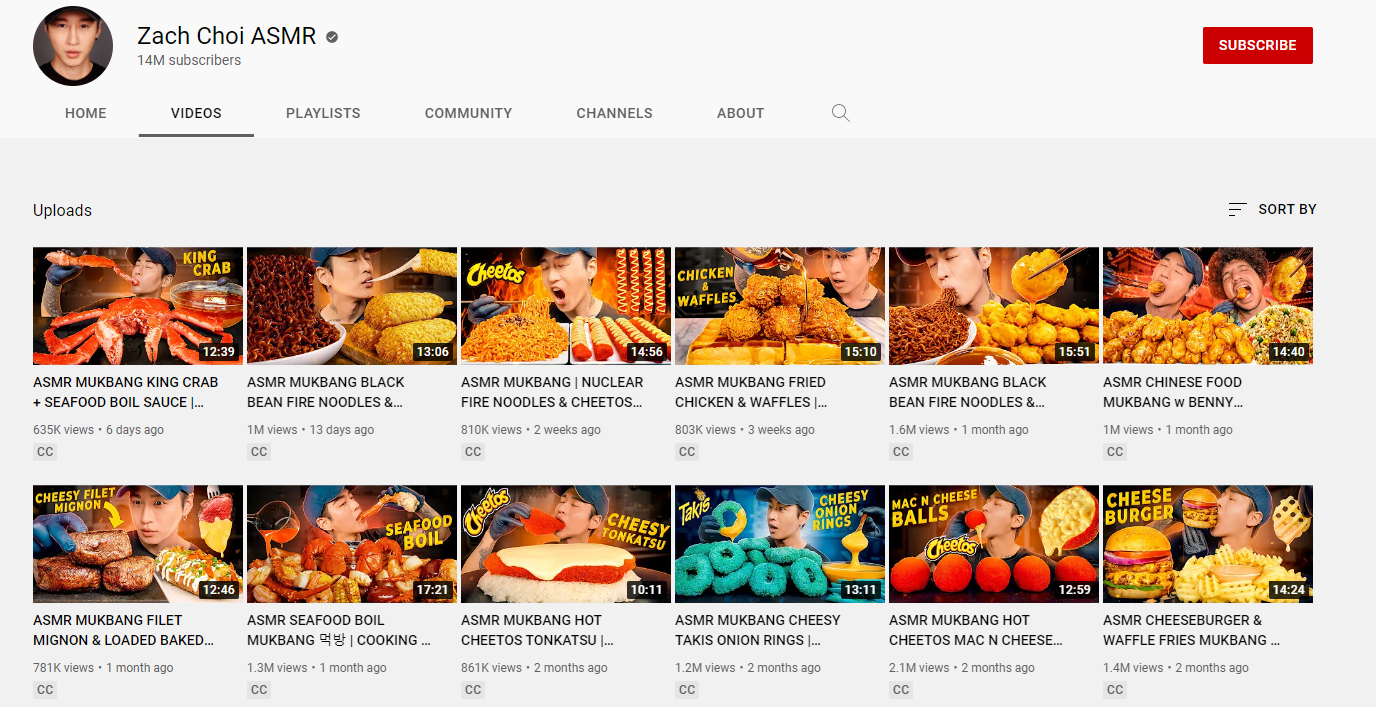 Zach Choi ASMR
14M subscribers
SUBSCRIBE
HOME
VIDEOS
PLAYLISTS
COMMUNITY
CHANNELS
ABOUT
Uploads
SORT BY
KING
CRAB
12:39
13:06
Cheetos
14:56
CHICKEN
&
WAFFLES
15:10
15:51
14:40
ASMR MUKBANG KING CRAB
+ SEAFOOD BOIL SAUCE |...
635K views • 6 days ago
CC
ASMR MUKBANG BLACK
BEAN FIRE NOODLES &...
1M views • 13 days ago
CC
ASMR MUKBANG | NUCLEAR
FIRE NOODLES & CHEETOS...
810K views • 2 weeks ago
CC
ASMR MUKBANG FRIED
CHICKEN & WAFFLES |...
803K views • 3 weeks ago
CC
ASMR MUKBANG BLACK
BEAN FIRE NOODLES &...
1.6M views • 1 month ago
CC
ASMR CHINESE FOOD
MUKBANG w BENNY...
1M views • 1 month ago
CC
CHEESY FILET
MIGNON
12:46
SEAFOOD
BOIL
17:21
Cheetos
CHEESY
TONKATSU
10:11
Takis
CHEESY
ONION
RINGS
13:11
MAC N CHEESE
BALLS
Cheetos
12:59
CHEESE
BURGER
14:24
ASMR MUKBANG FILET
MIGNON & LOADED BAKED...
781K views • 1 month ago
CC
ASMR SEAFOOD BOIL
MUKBANG 먹방 | COOKING ...
1.3M views • 1 month ago
CC
ASMR MUKBANG HOT
CHEETOS TONKATSU |...
861K views • 2 months ago
CC
ASMR MUKBANG CHEESY
TAKIS ONION RINGS |...
1.2M views • 2 months ago
CC
ASMR MUKBANG HOT
CHEETOS MAC N CHEESE...
2.1M views • 2 months ago
CC
ASMR CHEESEBURGER &
WAFFLE FRIES MUKBANG ...
1.4M views • 2 months ago
CC